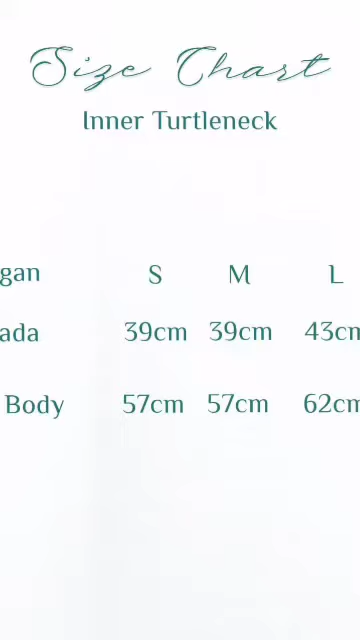 Size Chart
Inner Turtleneck
gan S M L
ada 39cm 39cm 43cm
Body 57cm 57cm 62cm